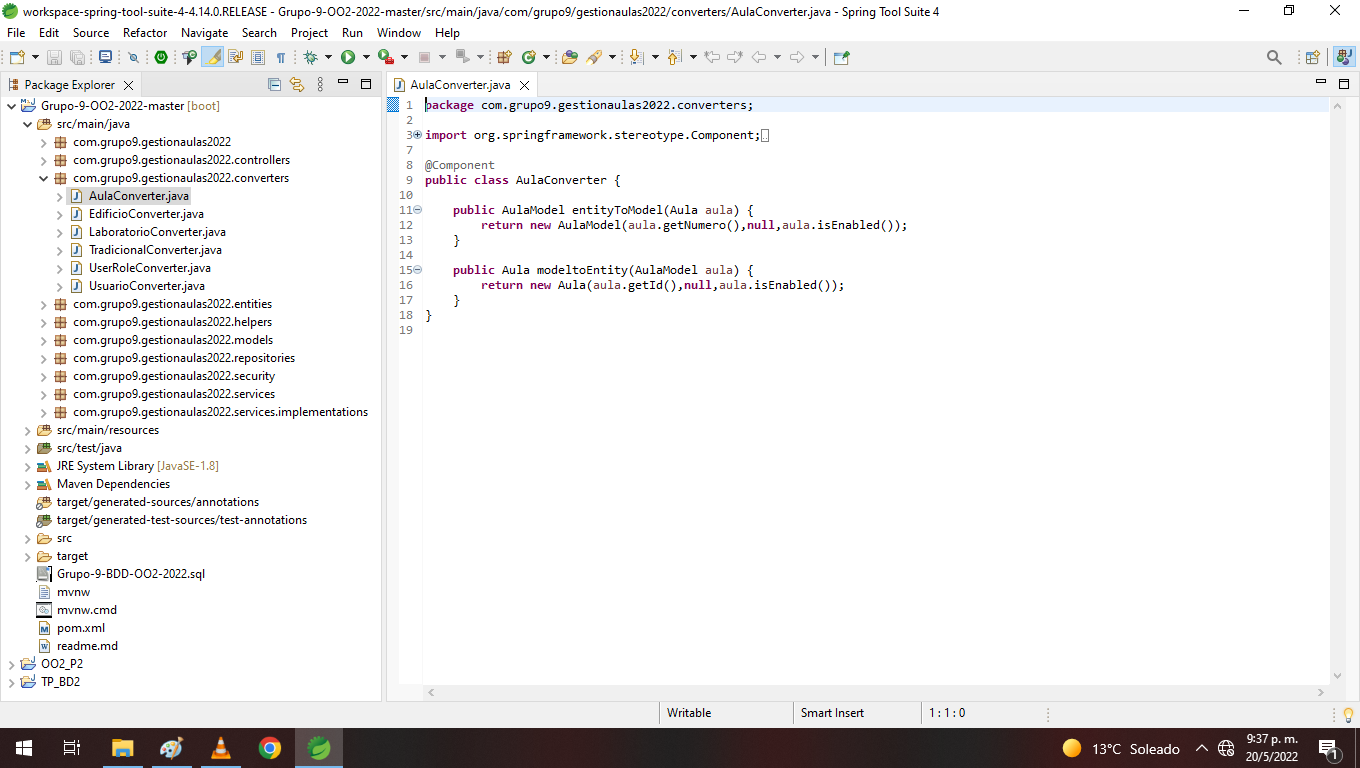 workspace-spring-tool-suite-4-4.14.0.RELEASE - Grupo-9-OO2-2022-master/src/main/java/com/grupo9/gestionaulas2022/converters/AulaConverter.java - Spring Tool Suite 4
File Edit Source Refactor Navigate Search Project Run Window Help
Package Explorer
AulaConverter.java
Grupo-9-OO2-2022-master [boot]
src/main/java
com.grupo9.gestionaulas2022
com.grupo9.gestionaulas2022.controllers
com.grupo9.gestionaulas2022.converters
AulaConverter.java
EdificioConverter.java
LaboratorioConverter.java
TradicionalConverter.java
UserRoleConverter.java
UsuarioConverter.java
com.grupo9.gestionaulas2022.entities
com.grupo9.gestionaulas2022.helpers
com.grupo9.gestionaulas2022.models
com.grupo9.gestionaulas2022.repositories
com.grupo9.gestionaulas2022.security
com.grupo9.gestionaulas2022.services
com.grupo9.gestionaulas2022.services.implementations
src/main/resources
src/test/java
JRE System Library [JavaSE-1.8]
Maven Dependencies
target/generated-sources/annotations
target/generated-test-sources/test-annotations
src
target
Grupo-9-BDD-OO2-2022.sql
mvnw
mvnw.cmd
pom.xml
readme.md
OO2_P2
TP_BD2
1 package com.grupo9.gestionaulas2022.converters;
2
3 import org.springframework.stereotype.Component;
7
8 @Component
9 public class AulaConverter {
10
11 public AulaModel entityToModel(Aula aula) {
12 return new AulaModel(aula.getNumero(),null,aula.isEnabled());
13 }
14
15 public Aula modeltoEntity(AulaModel aula) {
16 return new Aula(aula.getId(),null,aula.isEnabled());
17 }
18 }
19
Writable
Smart Insert
1 : 1 : 0
13°C Soleado
9:37 p. m.
20/5/2022
1